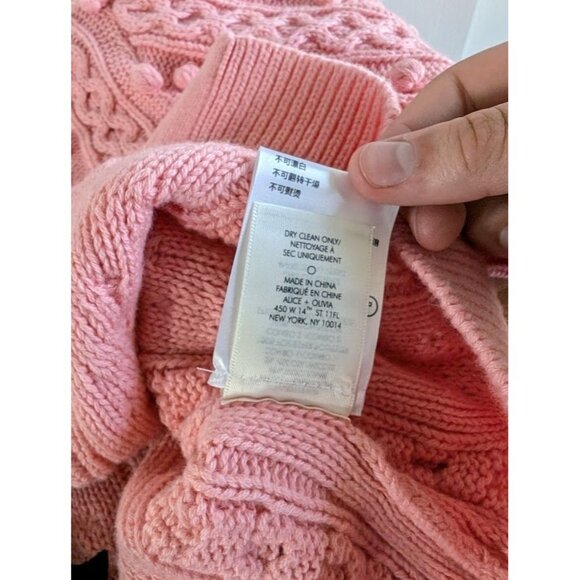 不可漂白
不可翻转干燥
不可熨烫
DRY CLEAN ONLY/
NETTOYAGE À
SEC UNIQUEMENT
MADE IN CHINA
FABRIQUÉ EN CHINE
ALICE + OLIVIA
450 W 14TH ST 11FL
NEW YORK, NY 10014